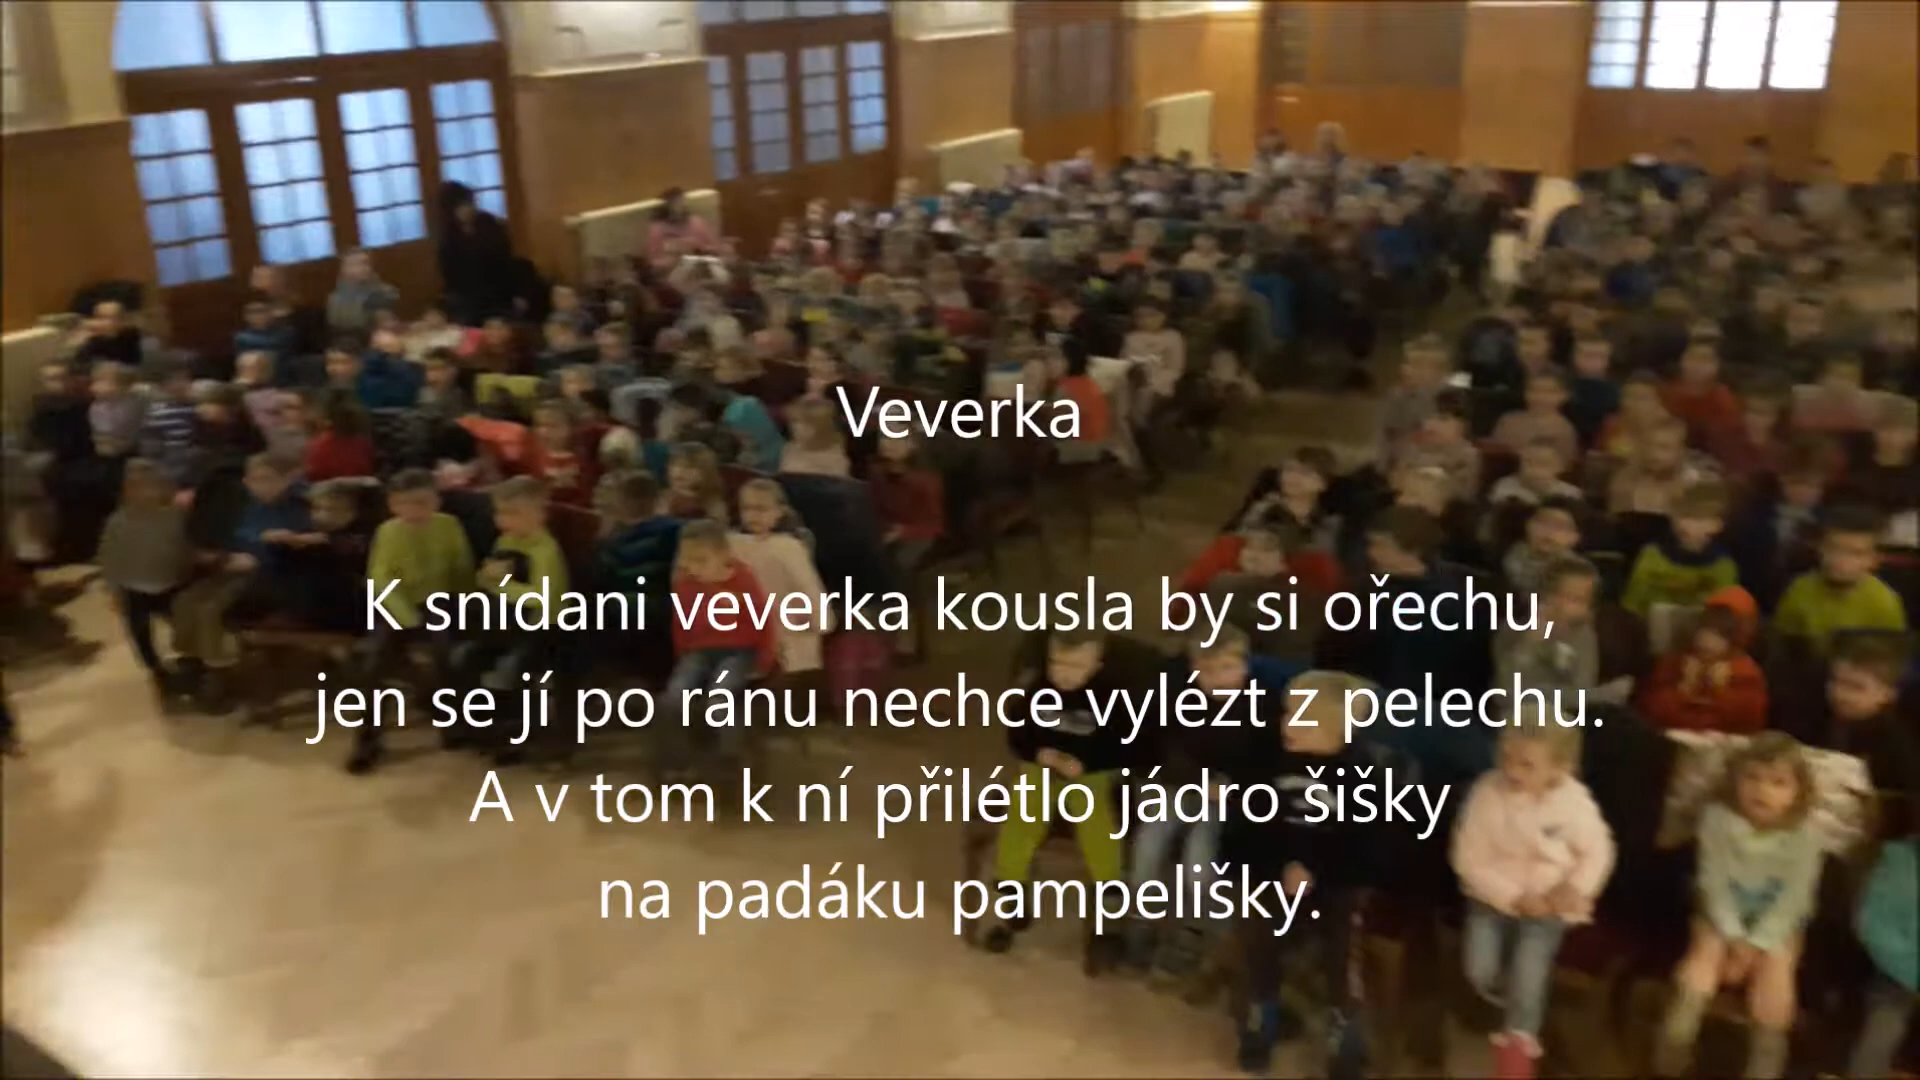 Veverka
K snídani veverka kousla by si ořechu,
jen se jí po ránu nechce vylézt z pelechu.
A v tom k ní přilétlo jádro šišky
na padáku pampelišky.